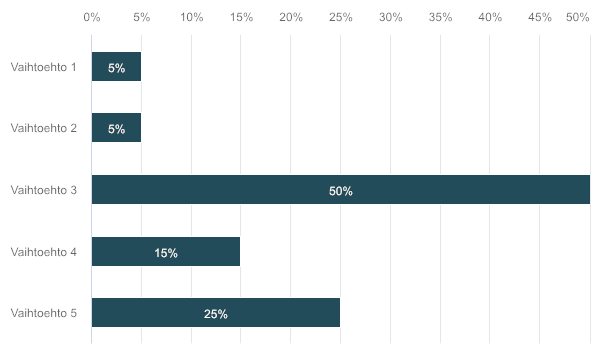 0% 5% 10% 15% 20% 25% 30% 35% 40% 45% 50%
Vaihtoehto 1 5%
Vaihtoehto 2 5%
Vaihtoehto 3 50%
Vaihtoehto 4 15%
Vaihtoehto 5 25%